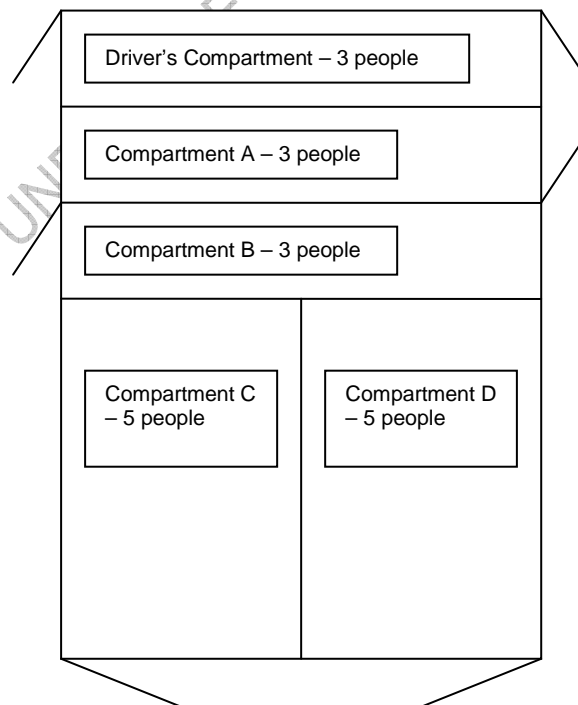 Driver’s Compartment – 3 people
Compartment A – 3 people
Compartment B – 3 people
Compartment C
– 5 people
Compartment D
– 5 people